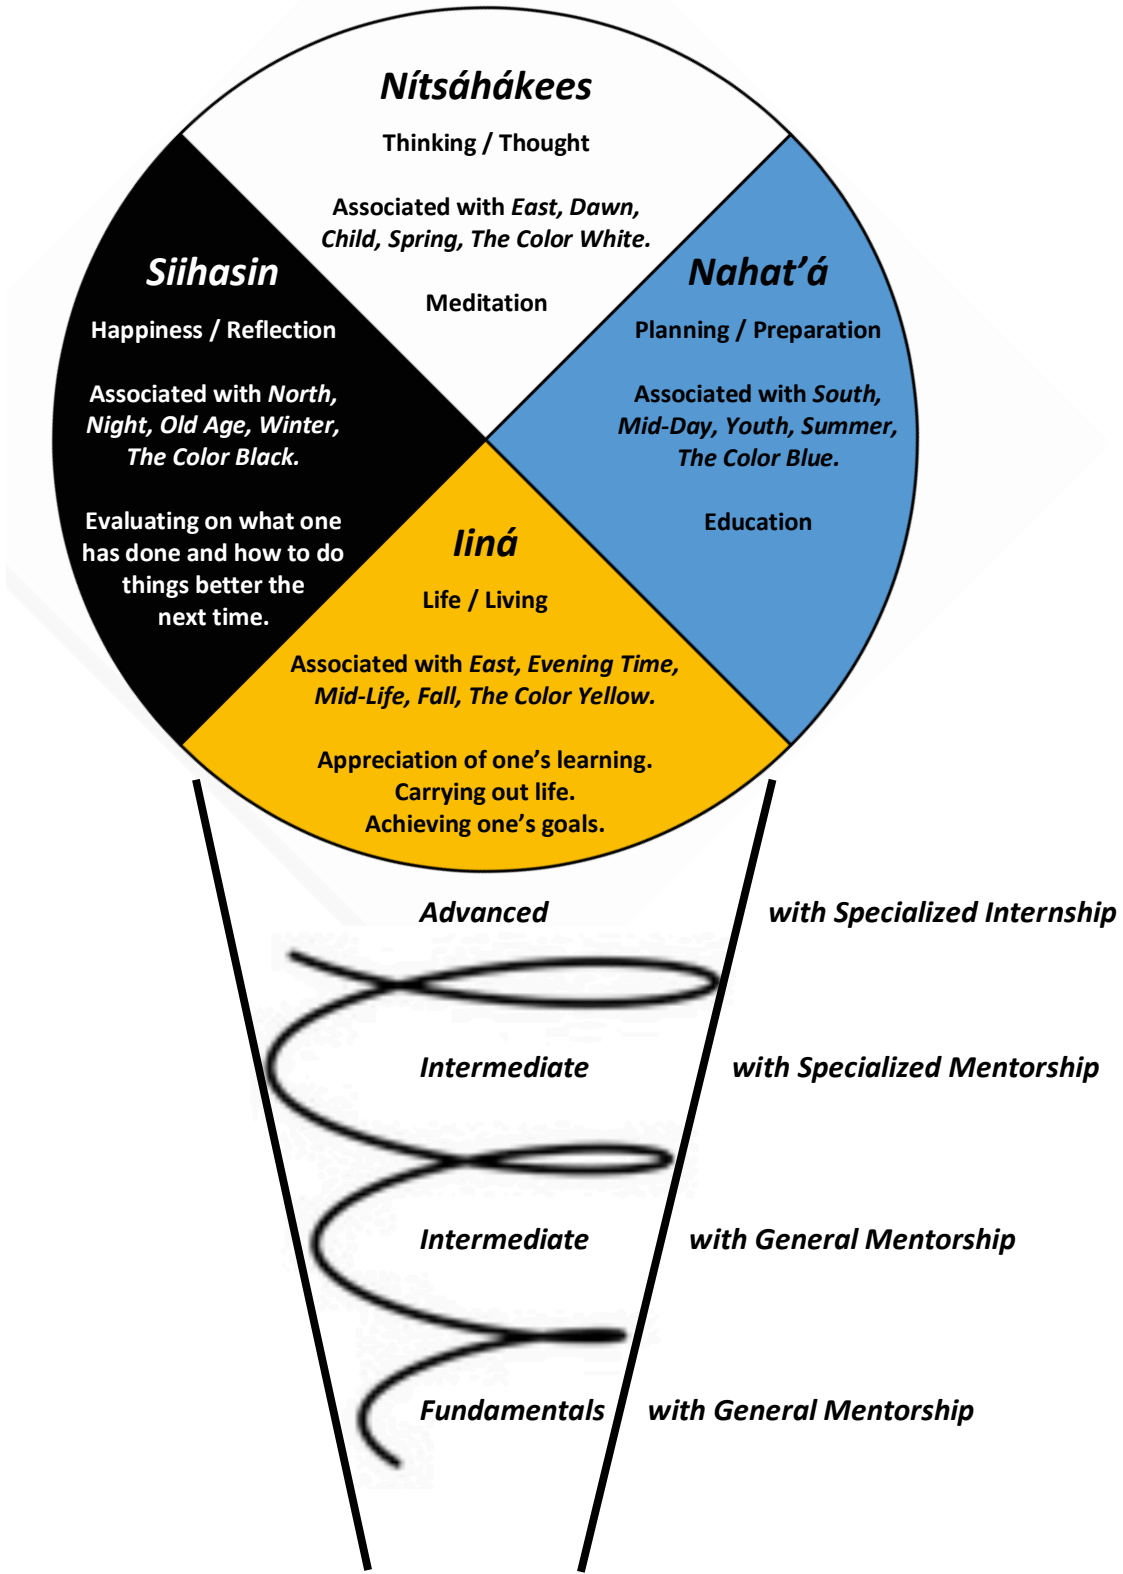 Nítsáhákees
Thinking / Thought
Associated with East, Dawn,
Child, Spring, The Color White.
Meditation
Nahat’á
Planning / Preparation
Associated with South,
Mid-Day, Youth, Summer,
The Color Blue.
Education
Iiná
Life / Living
Associated with East, Evening Time,
Mid-Life, Fall, The Color Yellow.
Appreciation of one’s learning.
Carrying out life.
Achieving one’s goals.
Siihasin
Happiness / Reflection
Associated with North,
Night, Old Age, Winter,
The Color Black.
Evaluating on what one
has done and how to do
things better the
next time.
Advanced with Specialized Internship
Intermediate with Specialized Mentorship
Intermediate with General Mentorship
Fundamentals with General Mentorship